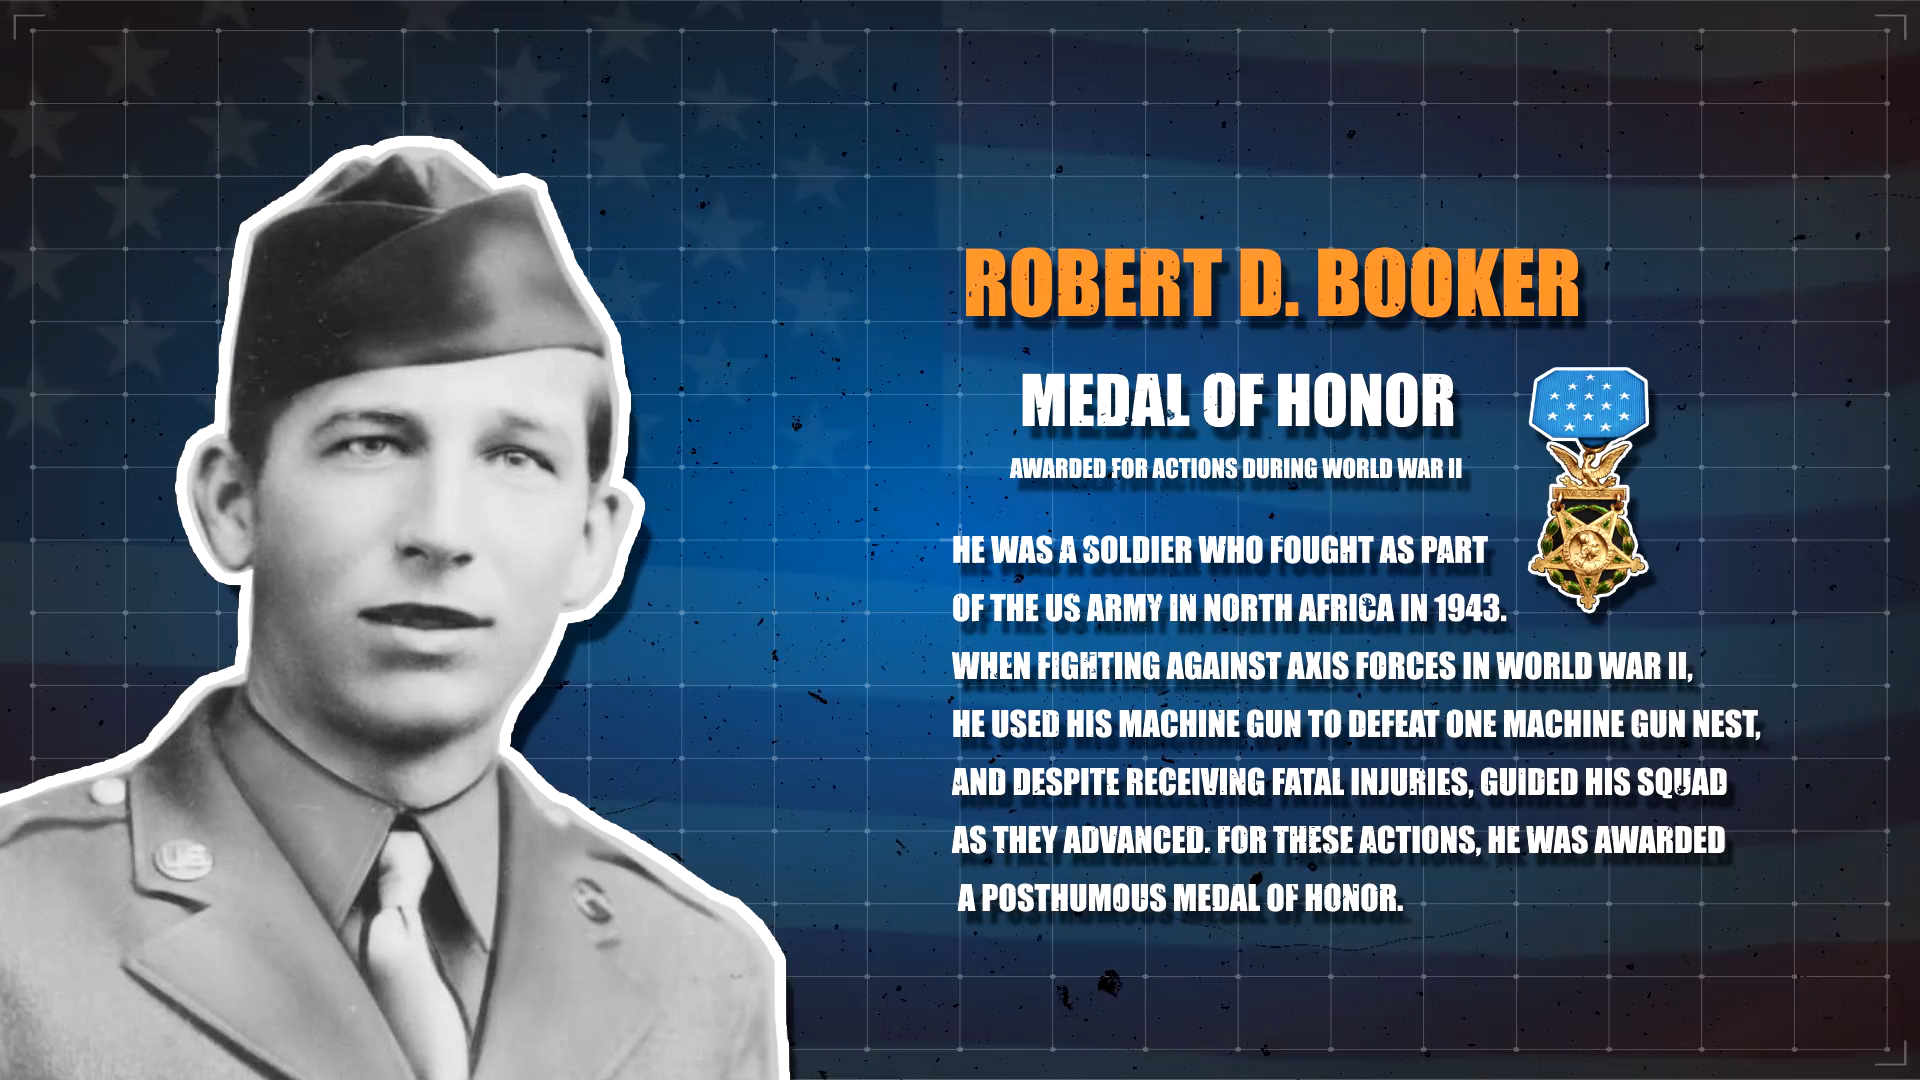 ROBERT D. BOOKER
MEDAL OF HONOR
AWARDED FOR ACTIONS DURING WORLD WAR II
HE WAS A SOLDIER WHO FOUGHT AS PART
OF THE US ARMY IN NORTH AFRICA IN 1943.
WHEN FIGHTING AGAINST AXIS FORCES IN WORLD WAR II,
HE USED HIS MACHINE GUN TO DEFEAT ONE MACHINE GUN NEST,
AND DESPITE RECEIVING FATAL INJURIES, GUIDED HIS SQUAD
AS THEY ADVANCED. FOR THESE ACTIONS, HE WAS AWARDED
A POSTHUMOUS MEDAL OF HONOR.
US